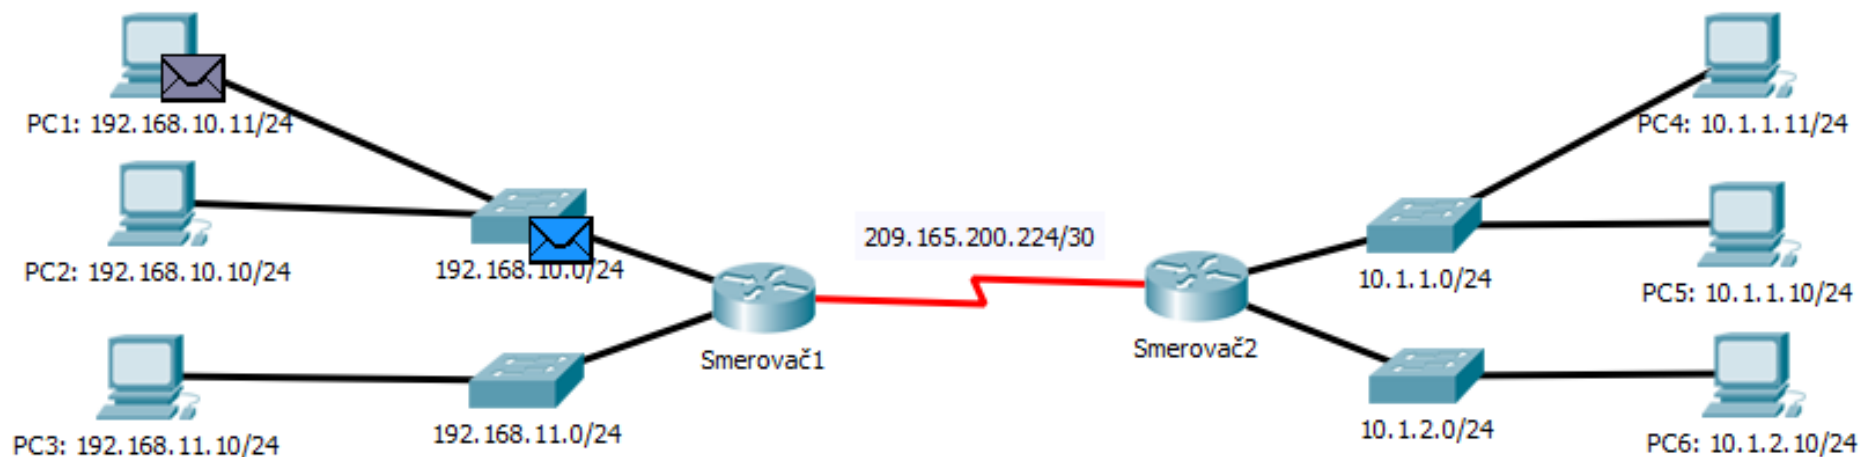 PC1: 192.168.10.11/24
PC4: 10.1.1.11/24
209.165.200.224/30
PC2: 192.168.10.10/24
192.168.10.0/24
10.1.1.0/24
PC5: 10.1.1.10/24
Smerovač1
Smerovač2
PC3: 192.168.11.10/24
192.168.11.0/24
10.1.2.0/24
PC6: 10.1.2.10/24